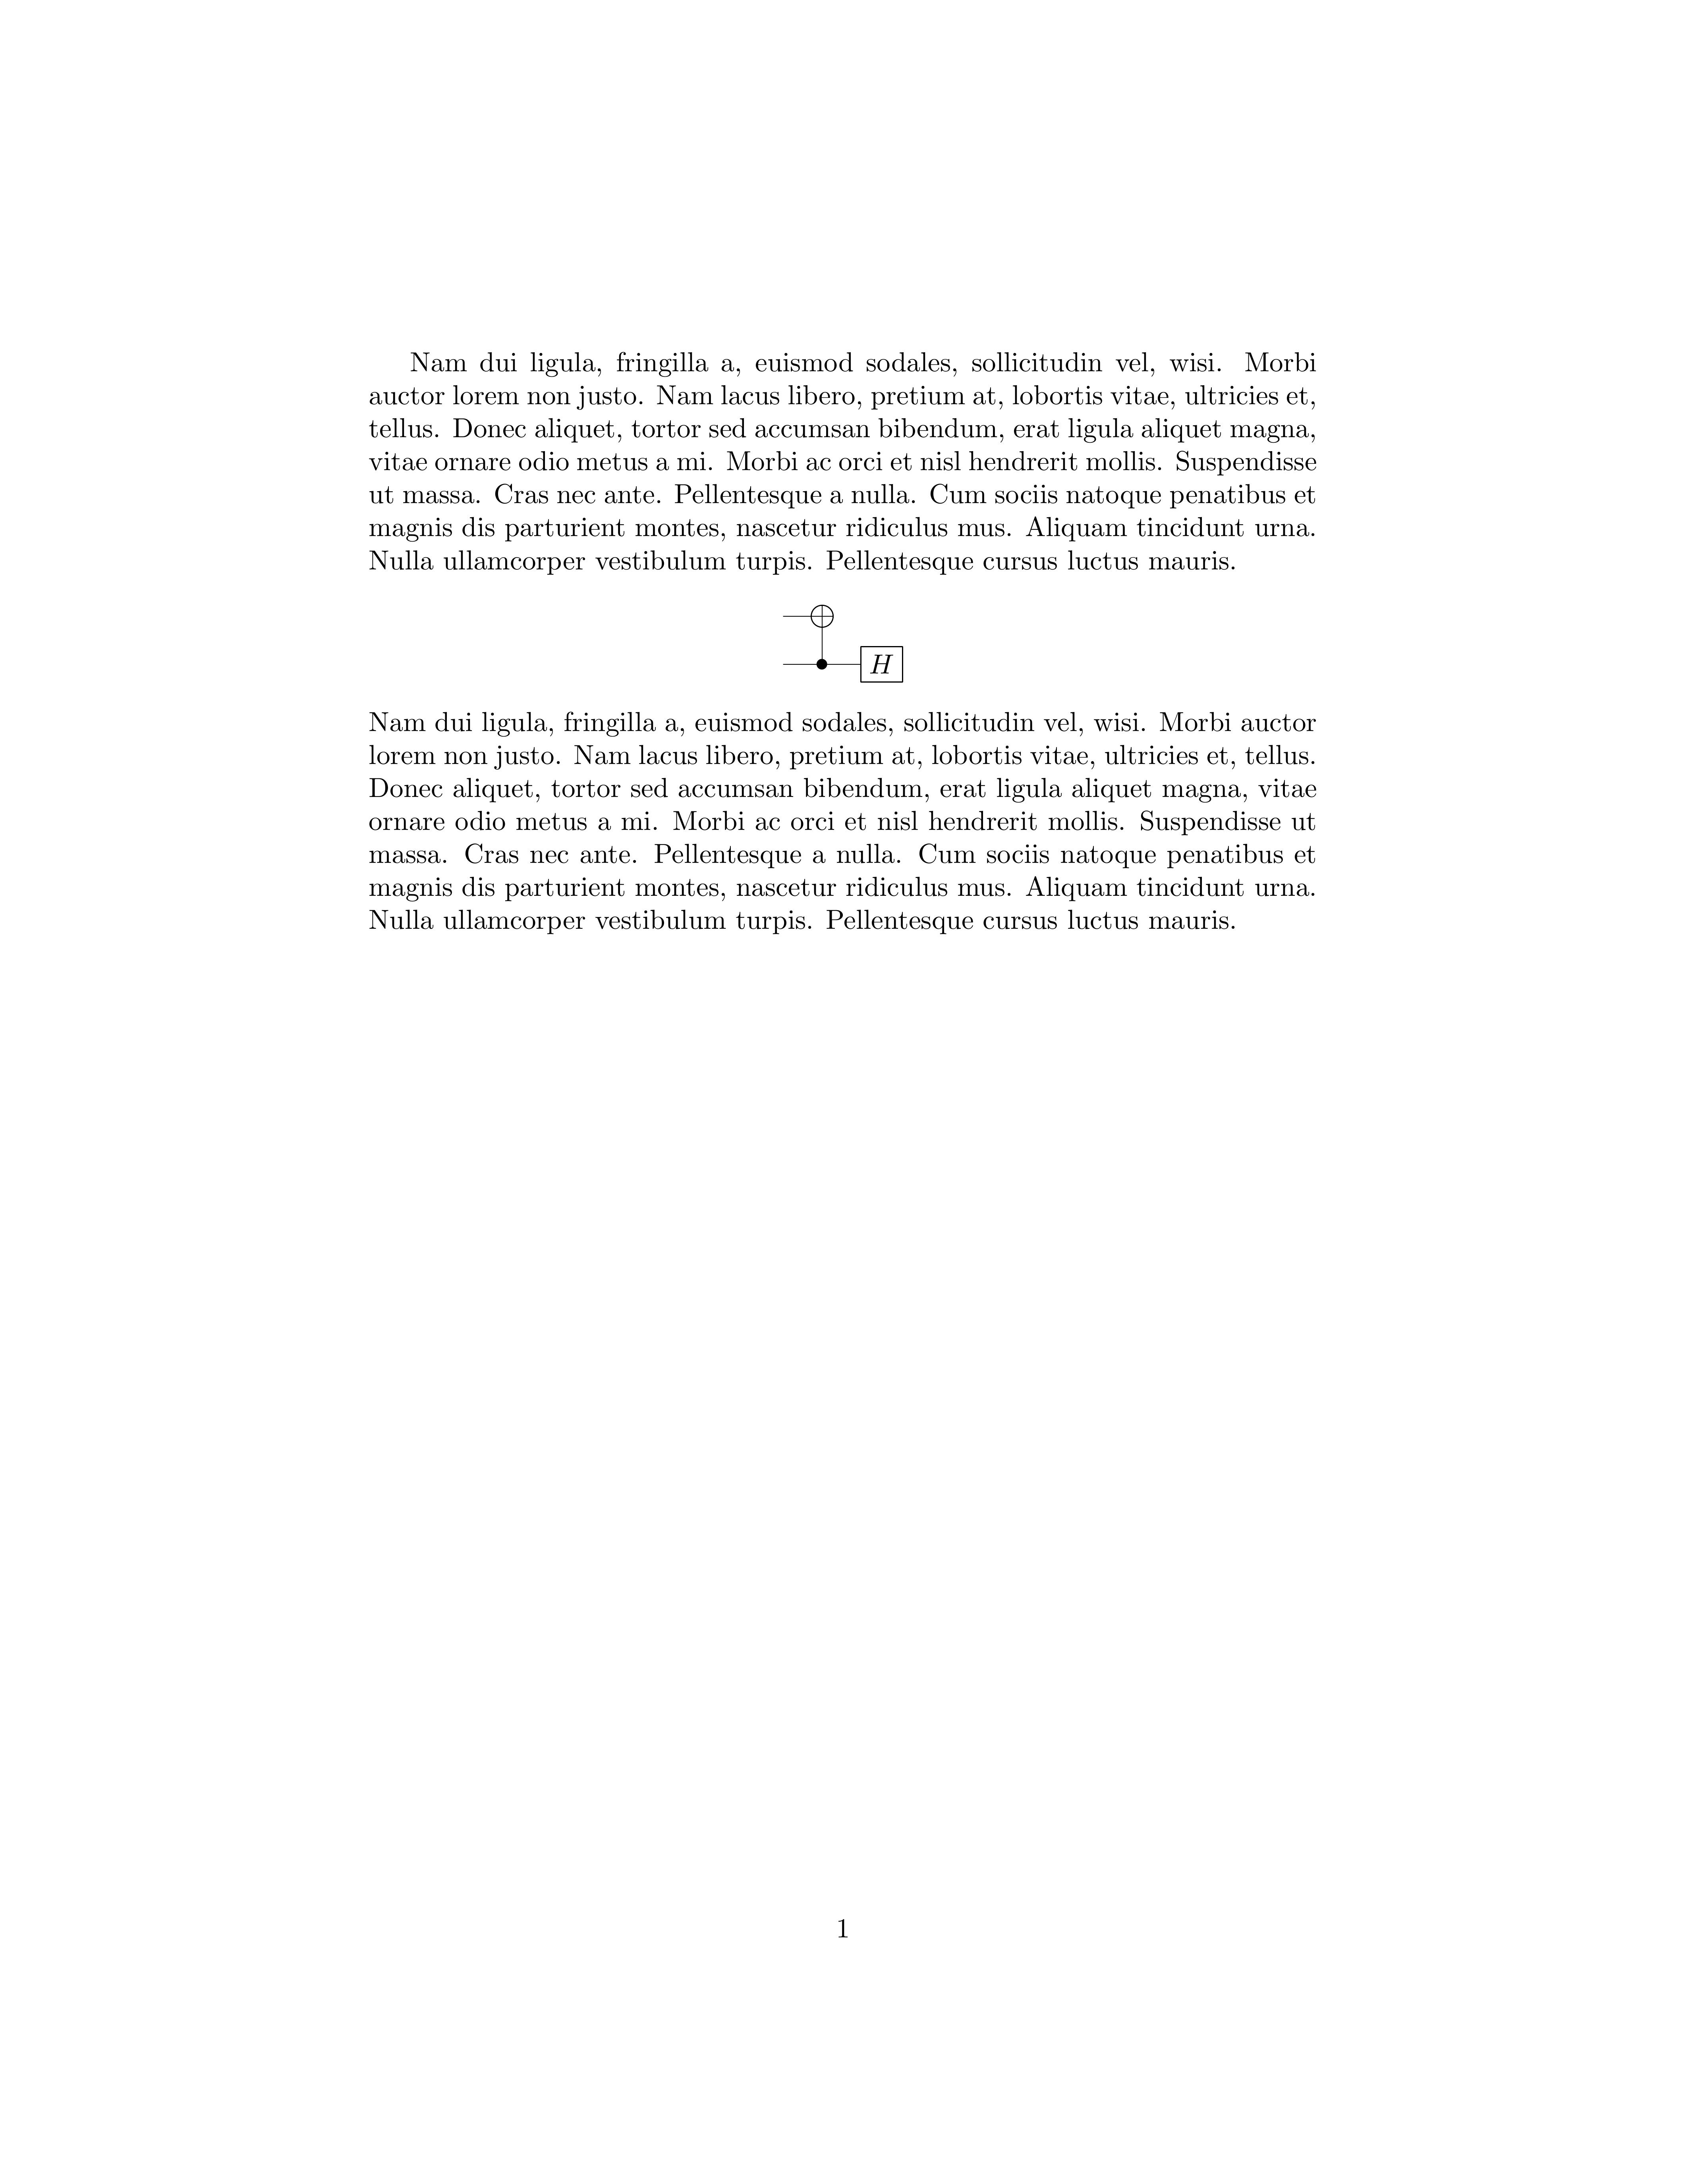 Nam dui ligula, fringilla a, euismod sodales, sollicitudin vel, wisi. Morbi
auctor lorem non justo. Nam lacus libero, pretium at, lobortis vitae, ultricies et,
tellus. Donec aliquet, tortor sed accumsan bibendum, erat ligula aliquet magna,
vitae ornare odio metus a mi. Morbi ac orci et nisl hendrerit mollis. Suspendisse
ut massa. Cras nec ante. Pellentesque a nulla. Cum sociis natoque penatibus et
magnis dis parturient montes, nascetur ridiculus mus. Aliquam tincidunt urna.
Nulla ullamcorper vestibulum turpis. Pellentesque cursus luctus mauris.
H
Nam dui ligula, fringilla a, euismod sodales, sollicitudin vel, wisi. Morbi auctor
lorem non justo. Nam lacus libero, pretium at, lobortis vitae, ultricies et, tellus.
Donec aliquet, tortor sed accumsan bibendum, erat ligula aliquet magna, vitae
ornare odio metus a mi. Morbi ac orci et nisl hendrerit mollis. Suspendisse ut
massa. Cras nec ante. Pellentesque a nulla. Cum sociis natoque penatibus et
magnis dis parturient montes, nascetur ridiculus mus. Aliquam tincidunt urna.
Nulla ullamcorper vestibulum turpis. Pellentesque cursus luctus mauris.
1